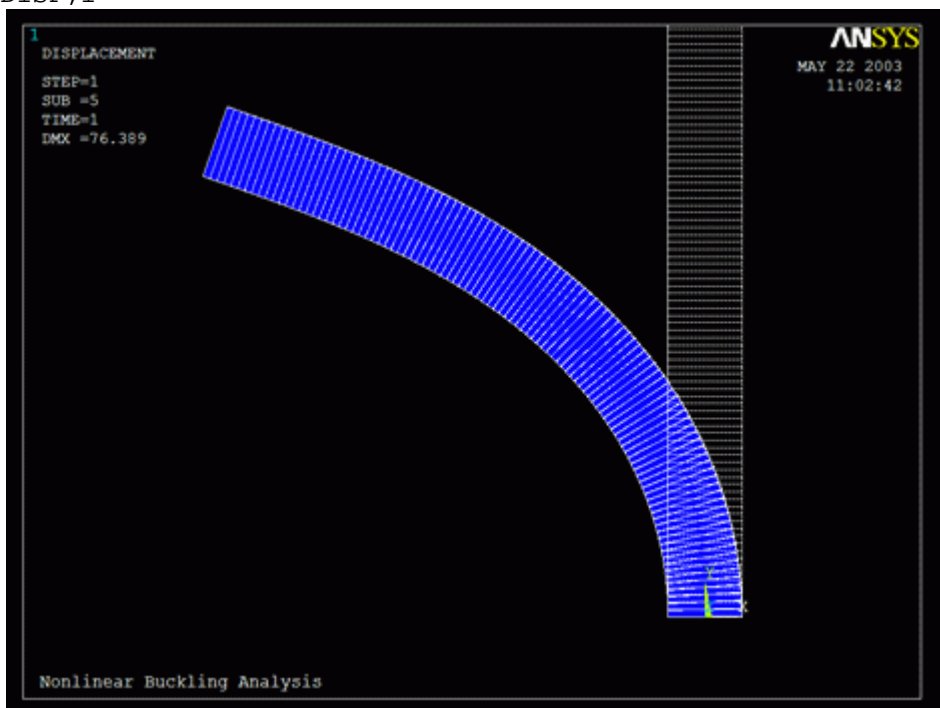 1
DISPLACEMENT
STEP=1
SUB =5
TIME=1
DMX =76.389
ANSYS
MAY 22 2003
11:02:42
Y
X
Nonlinear Buckling Analysis